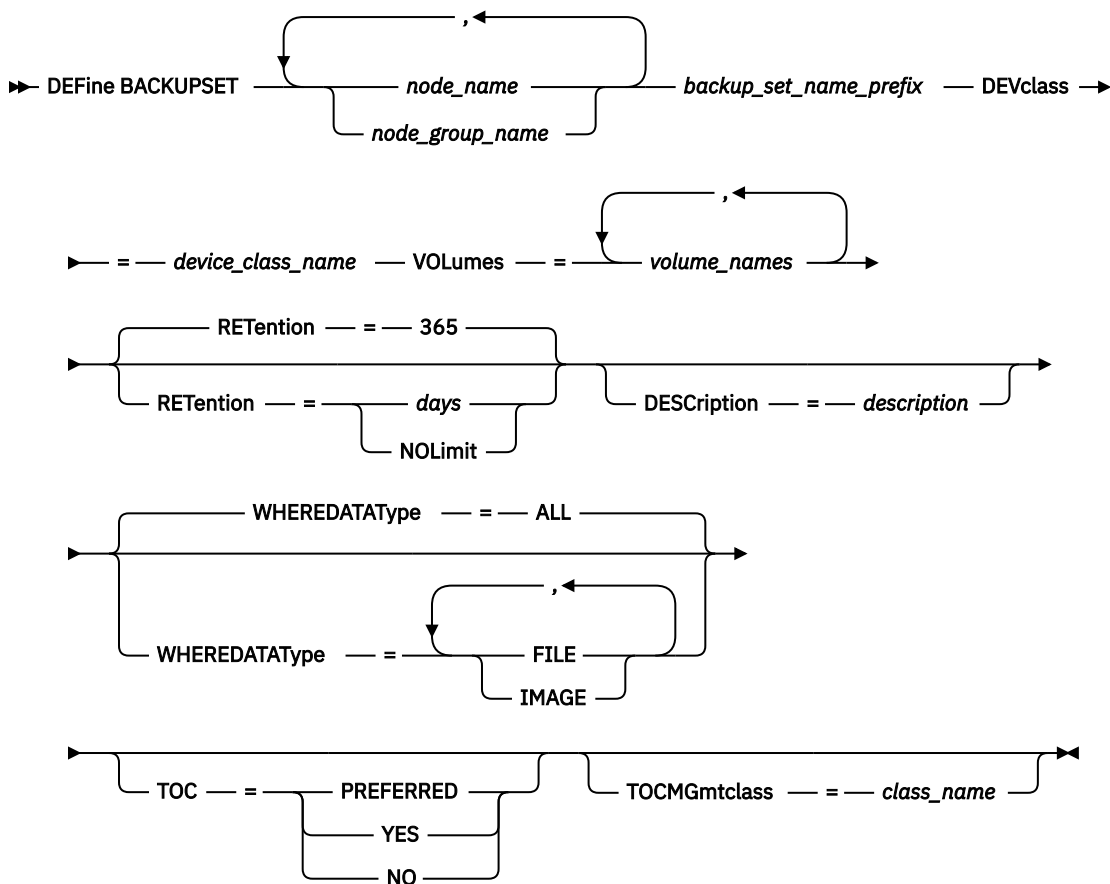 ,
DEFine BACKUPSET node_name backup_set_name_prefix DEVclass
node_group_name
,
= device_class_name VOLumes = volume_names
RETention = 365
RETention = days DESCription = description
NOLimit
WHEREDATAType = ALL
,
WHEREDATAType = FILE
IMAGE
TOC = PREFERRED TOCMGmtclass = class_name
YES
NO